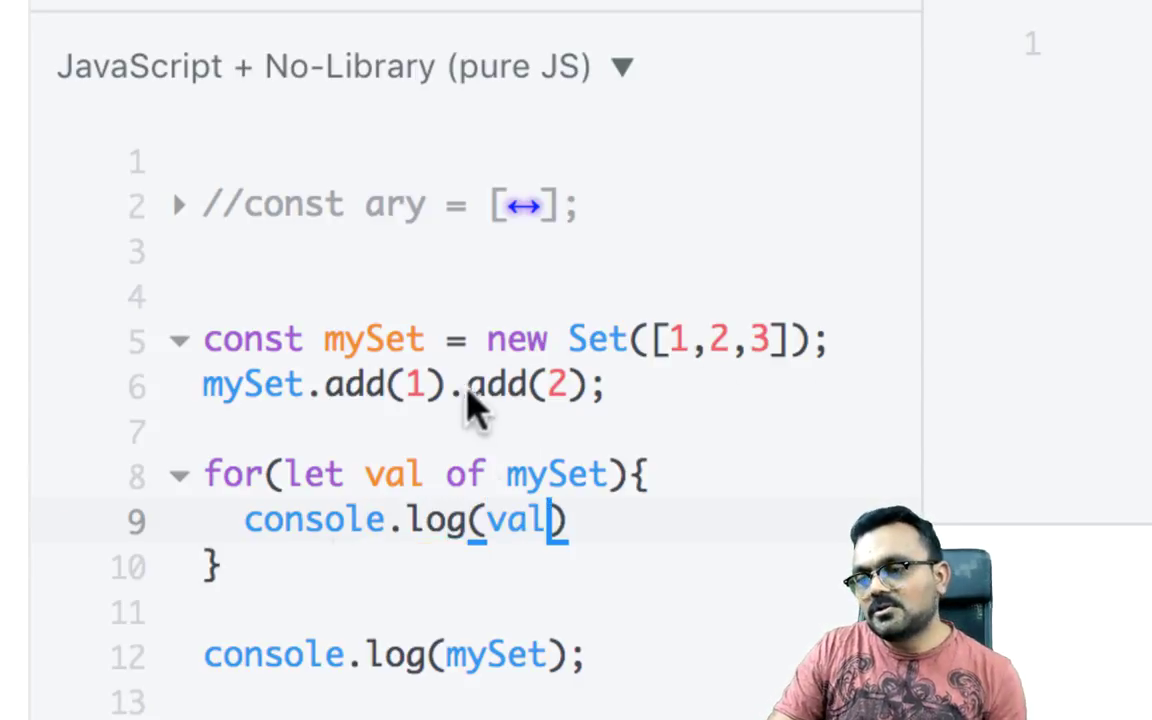 JavaScript + No-Library (pure JS) ▼
1
1
2 //const ary = [↔];
3
4
5 const mySet = new Set([1,2,3]);
6 mySet.add(1).add(2);
7
8 for(let val of mySet){
9 console.log(val)
10 }
11
12 console.log(mySet);
13